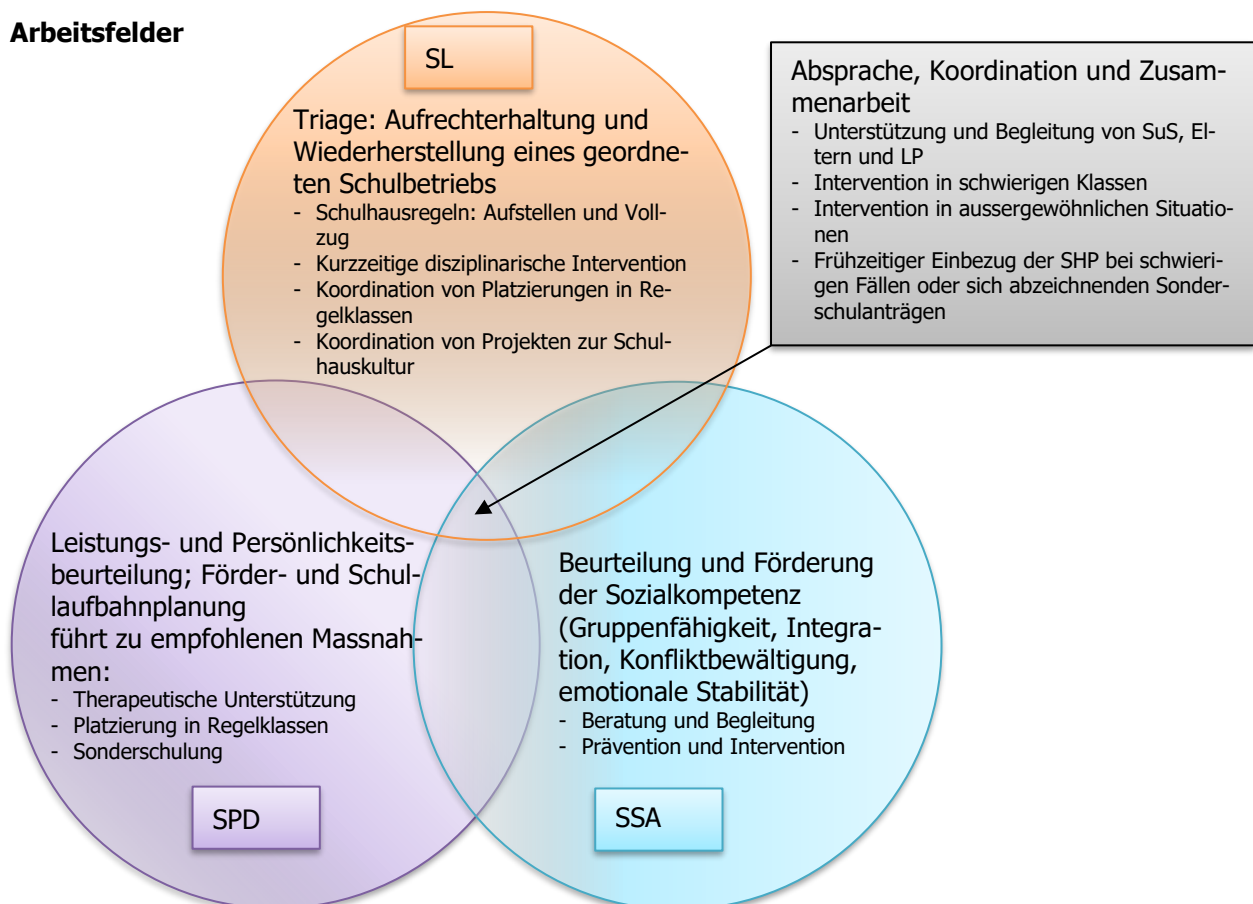 Arbeitsfelder
SL
Triage: Aufrechterhaltung und
Wiederherstellung eines geordne-
ten Schulbetriebs
- Schulhausregeln: Aufstellen und Voll-
zug
- Kurzzeitige disziplinarische Intervention
- Koordination von Platzierungen in Re-
gelklassen
- Koordination von Projekten zur Schul-
hauskultur
Absprache, Koordination und Zusam-
menarbeit
- Unterstützung und Begleitung von SuS, El-
tern und LP
- Intervention in schwierigen Klassen
- Intervention in aussergewöhnlichen Situatio-
nen
- Frühzeitiger Einbezug der SHP bei schwieri-
gen Fällen oder sich abzeichnenden Sonder-
schulanträgen
Leistungs- und Persönlichkeits-
beurteilung; Förder- und Schul-
laufbahnplanung
führt zu empfohlenen Massnah-
men:
- Therapeutische Unterstützung
- Platzierung in Regelklassen
- Sonderschulung
SPD
Beurteilung und Förderung
der Sozialkompetenz
(Gruppenfähigkeit, Integra-
tion, Konfliktbewältigung,
emotionale Stabilität)
- Beratung und Begleitung
- Prävention und Intervention
SSA